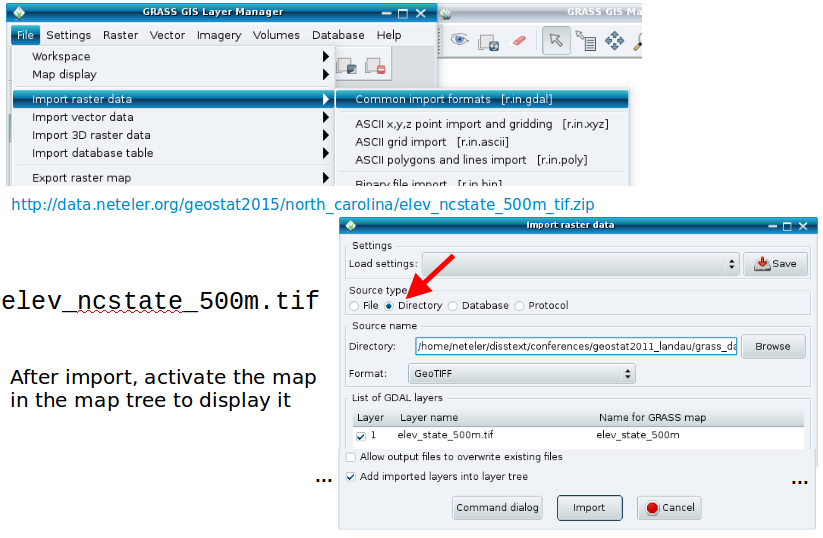 GRASS GIS Layer Manager
GRASS GIS Ma
File Settings Raster Vector Imagery Volumes Database Help
Workspace
Map display
Import raster data
Common import formats [r.in.gdal]
Import vector data
ASCII x,y,z point import and gridding [r.in.xyz]
Import 3D raster data
ASCII grid import [r.in.ascii]
Import database table
ASCII polygons and lines import [r.in.poly]
Export raster map
Binary file import [r.in.bin]
http://data.neteler.org/geostat2015/north_carolina/elev_ncstate_500m_tif.zip
Import raster data
Settings
Load settings: Save
Source type
File Directory Database Protocol
elev_ncstate_500m.tif
Source name
Directory: /home/neteler/disstext/conferences/geostat2011_landau/grass_da Browse
Format: GeoTIFF
After import, activate the map
in the map tree to display it
List of GDAL layers
Layer Layer name Name for GRASS map
1 elev_state_500m.tif elev_state_500m
Allow output files to overwrite existing files
Add imported layers into layer tree
... ...
Command dialog Import Cancel